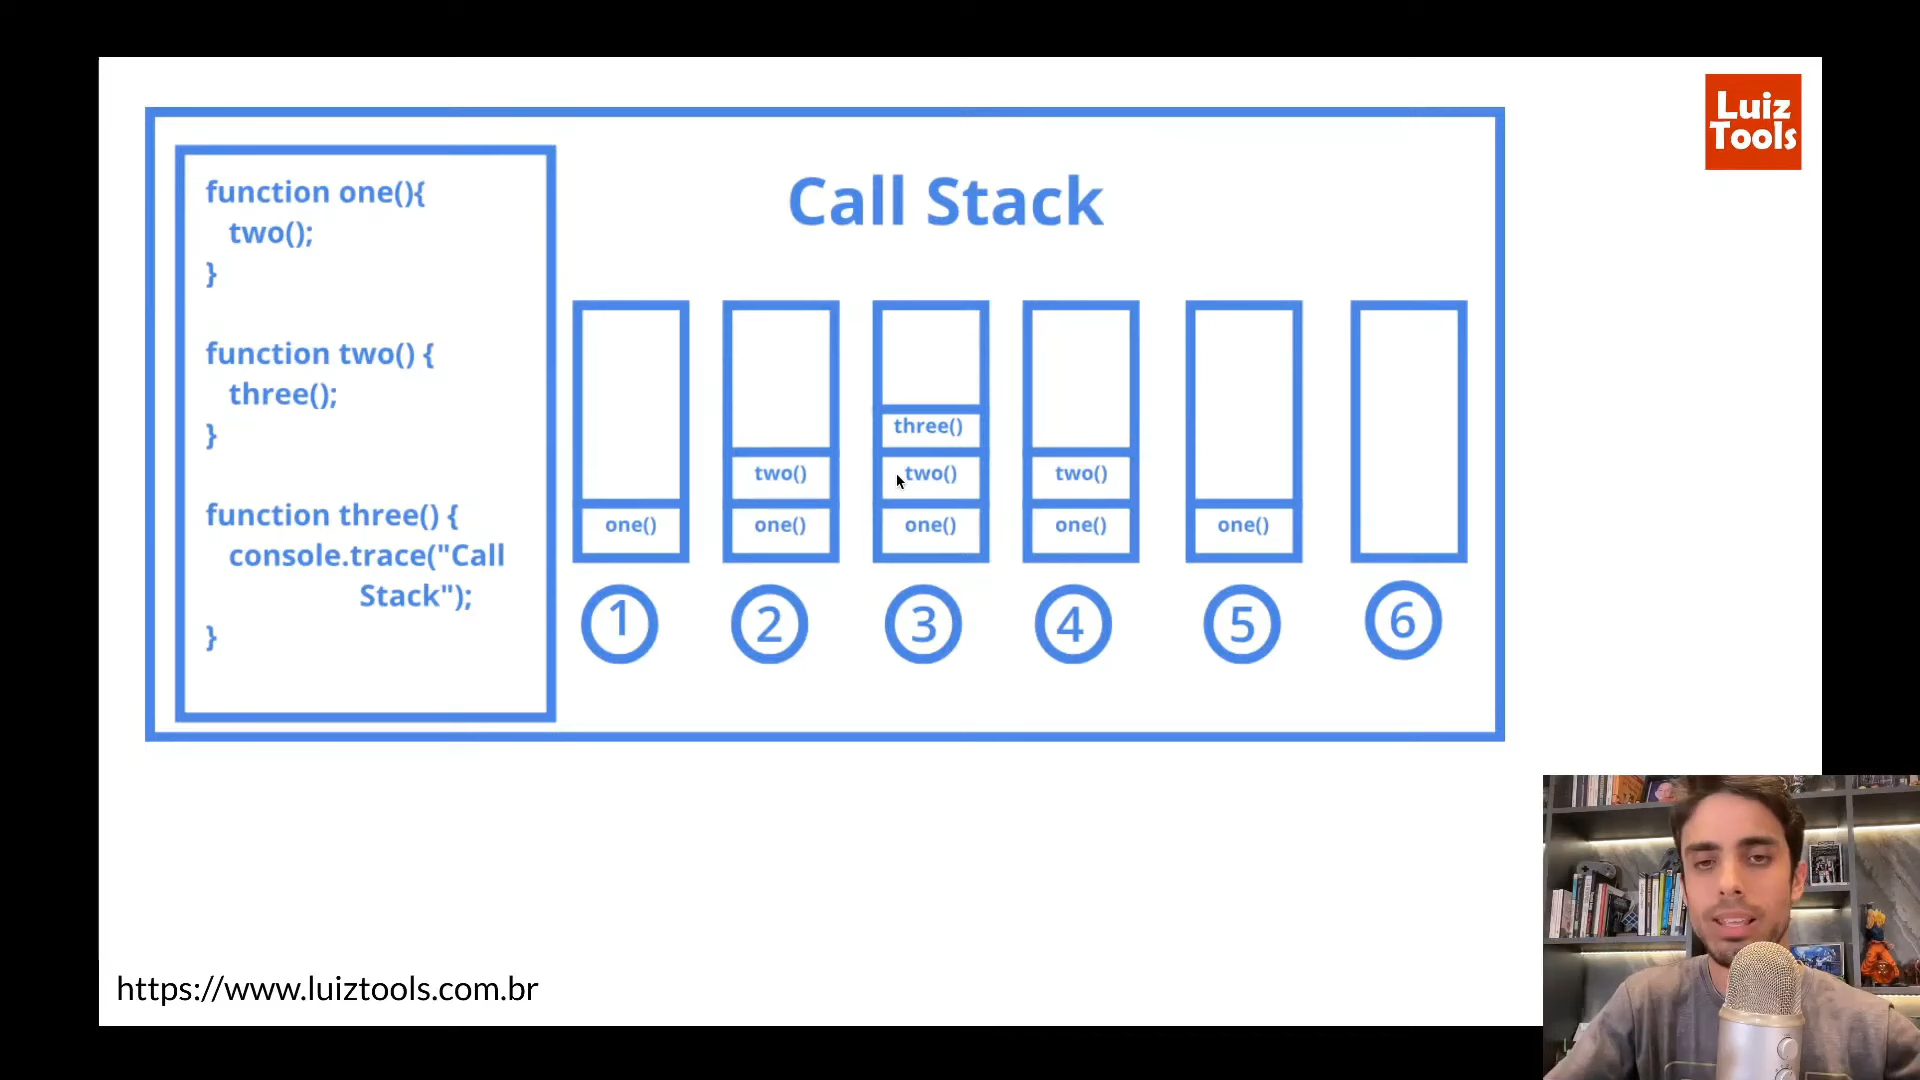 Luiz
Tools
Call Stack
function one(){
two();
}
function two() {
three();
}
function three() {
console.trace("Call
Stack");
}
one()
two()
one()
three()
two()
one()
two()
one()
one()
1
2
3
4
5
6
https://www.luiztools.com.br